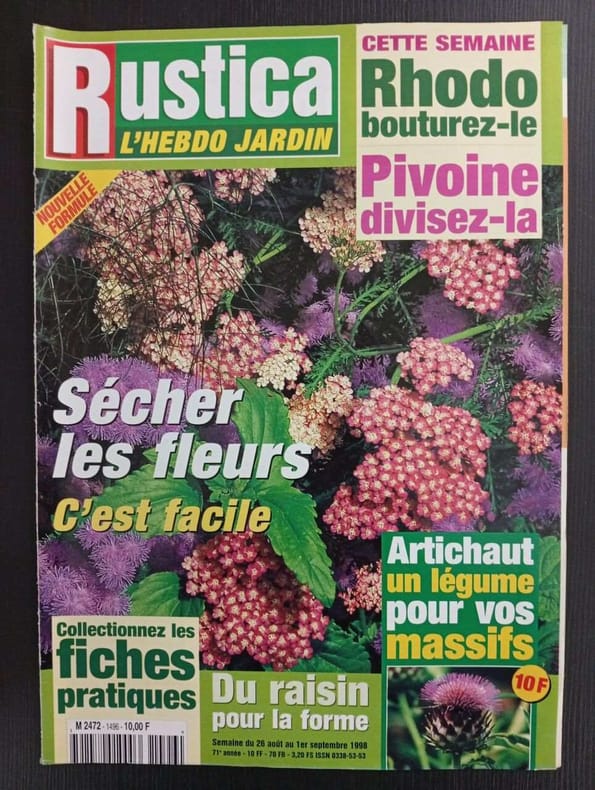 Rustica
L'HEBDO JARDIN
CETTE SEMAINE
Rhodo
bouturez-le
Pivoine
divisez-la
NOUVELLE
FORMULE
Sécher
les fleurs
C'est facile
Artichaut
un légume
pour vos
massifs
10 F
Collectionnez les
fiches
pratiques
M 2472 - 1496 - 10,00 F
Du raisin
pour la forme
Semaine du 26 août au 1er septembre 1998
71e année - 10 FF - 70 FB - 3,20 FS ISSN 0338-53-53